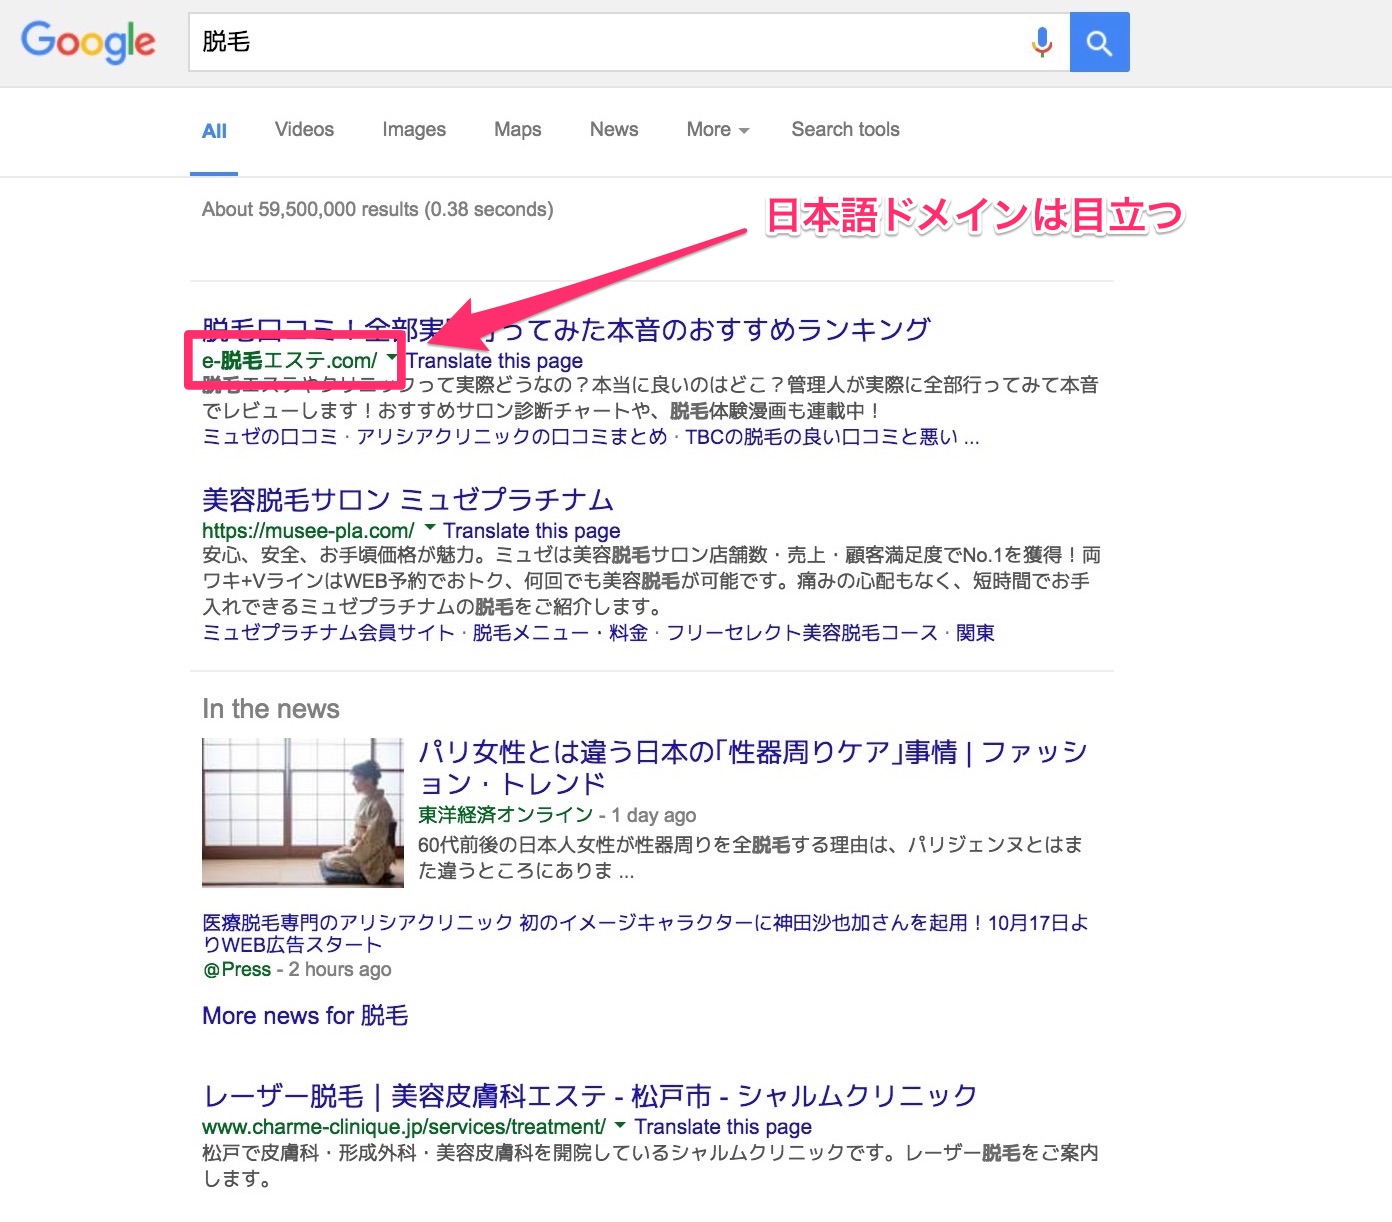 Google
脱毛
All Videos Images Maps News More Search tools
About 59,500,000 results (0.38 seconds)
日本語ドメインは目立つ
脱毛口コミ！全部実際行ってみた本音のおすすめランキング
e-脱毛エステ.com/ Translate this page
脱毛エステやクリニックって実際どうなの？本当に良いのはどこ？管理人が実際に全部行ってみて本音
でレビューします！おすすめサロン診断チャートや、脱毛体験漫画も連載中！
ミュゼの口コミ · アリシアクリニックの口コミまとめ · TBCの脱毛の良い口コミと悪い ...
美容脱毛サロン ミュゼプラチナム
https://musee-pla.com/ Translate this page
安心、安全、お手頃価格が魅力。ミュゼは美容脱毛サロン店舗数・売上・顧客満足度でNo.1を獲得！両
ワキ+VラインはWEB予約でおトク、何回でも美容脱毛が可能です。痛みの心配もなく、短時間でお手
入れできるミュゼプラチナムの脱毛をご紹介します。
ミュゼプラチナム会員サイト · 脱毛メニュー・料金 · フリーセレクト美容脱毛コース · 関東
In the news
パリ女性とは違う日本の｢性器周りケア｣事情 | ファッシ
ョン・トレンド
東洋経済オンライン - 1 day ago
60代前後の日本人女性が性器周りを全脱毛する理由は、パリジェンヌとはま
た違うところにありま ...
医療脱毛専門のアリシアクリニック 初のイメージキャラクターに神田沙也加さんを起用！10月17日よ
りWEB広告スタート
@Press - 2 hours ago
More news for 脱毛
レーザー脱毛｜美容皮膚科エステ - 松戸市 - シャルムクリニック
www.charme-clinique.jp/services/treatment/ Translate this page
松戸で皮膚科・形成外科・美容皮膚科を開院しているシャルムクリニックです。レーザー脱毛をご案内
します。